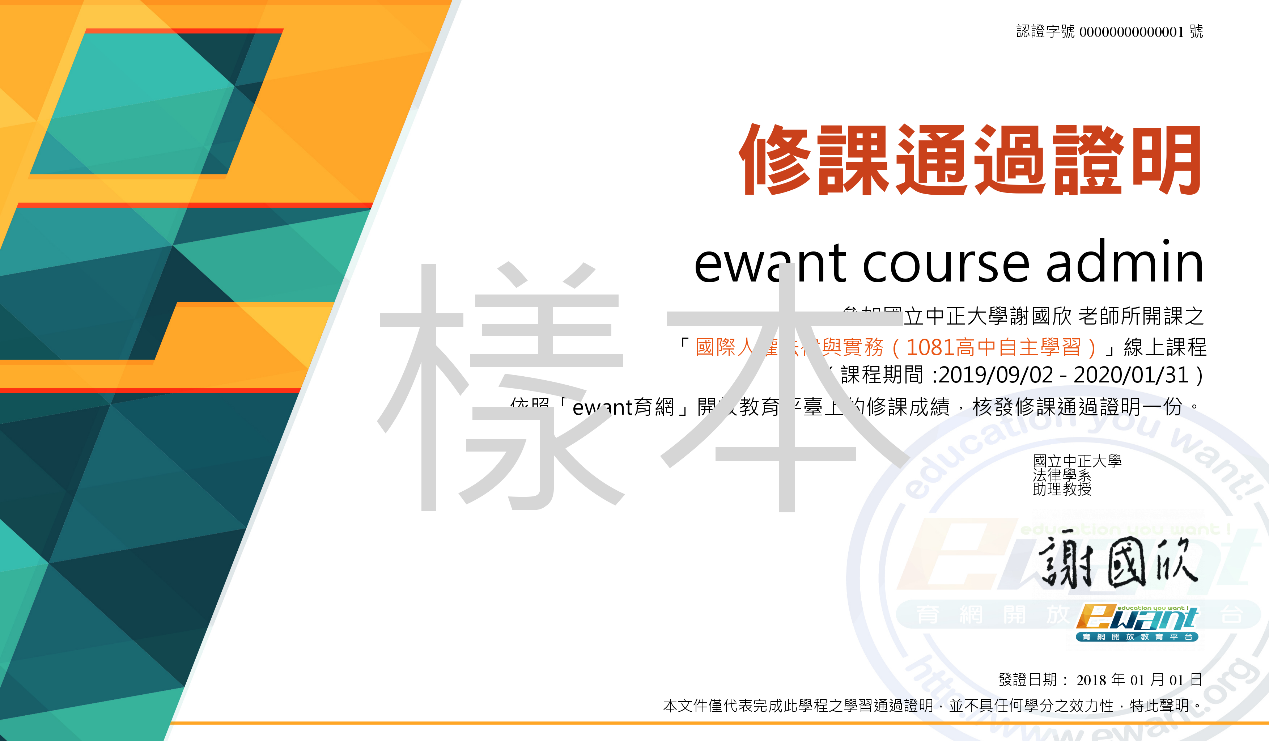 認證字號 00000000000001 號
修課通過證明
ewant course admin
參加國立中正大學謝國欣 老師所開課之
「 國際人權法律與實務（1081高中自主學習）」線上課程
( 課程期間 :2019/09/02 - 2020/01/31 )
依照「ewant育網」開放教育平臺上的修課成績，核發修課通過證明一份。
樣本
國立中正大學
法律學系
助理教授
education you want!
education you want !
ewant
謝國欣
育網開放 台
education you want !
ewant
育網開放教育平台
http://www.ewant.org
發證日期： 2018 年 01 月 01 日
本文件僅代表完成此學程之學習通過證明，並不具任何學分之效力性，特此聲明。